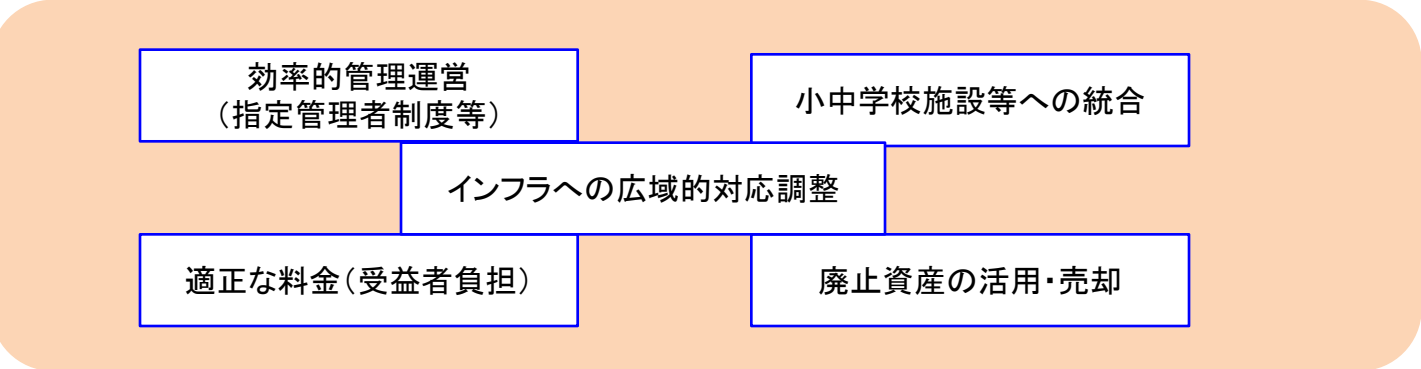 効率的管理運営
（指定管理者制度等）
小中学校施設等への統合
インフラへの広域的対応調整
適正な料金（受益者負担）
廃止資産の活用・売却